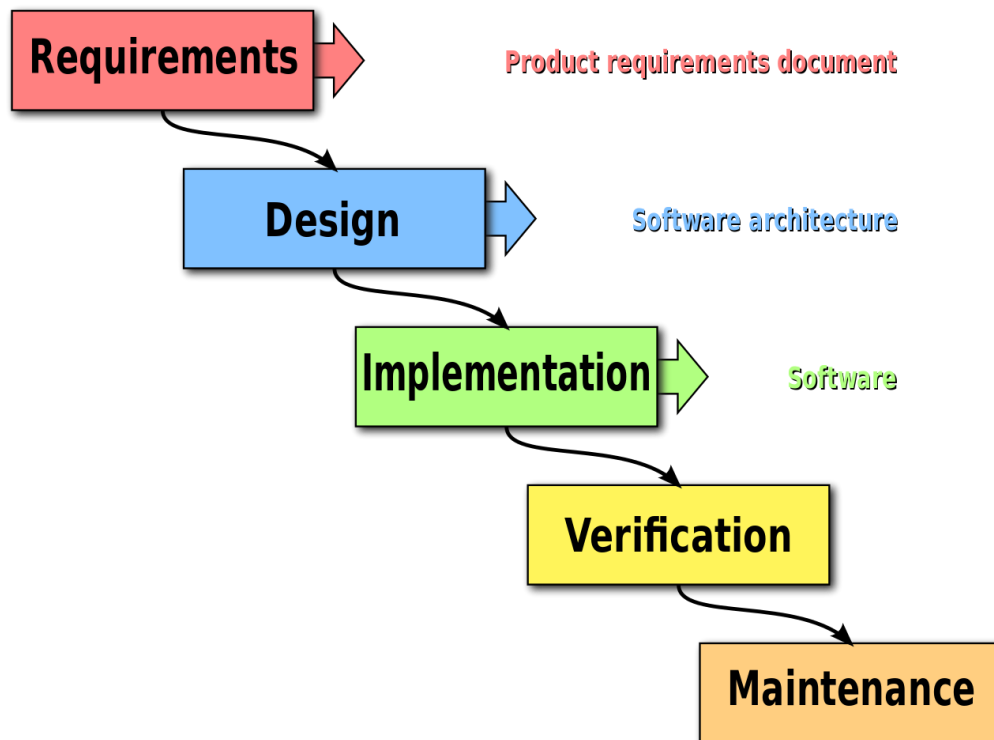 Requirements
Product requirements document
Design
Software architecture
Implementation
Software
Verification
Maintenance